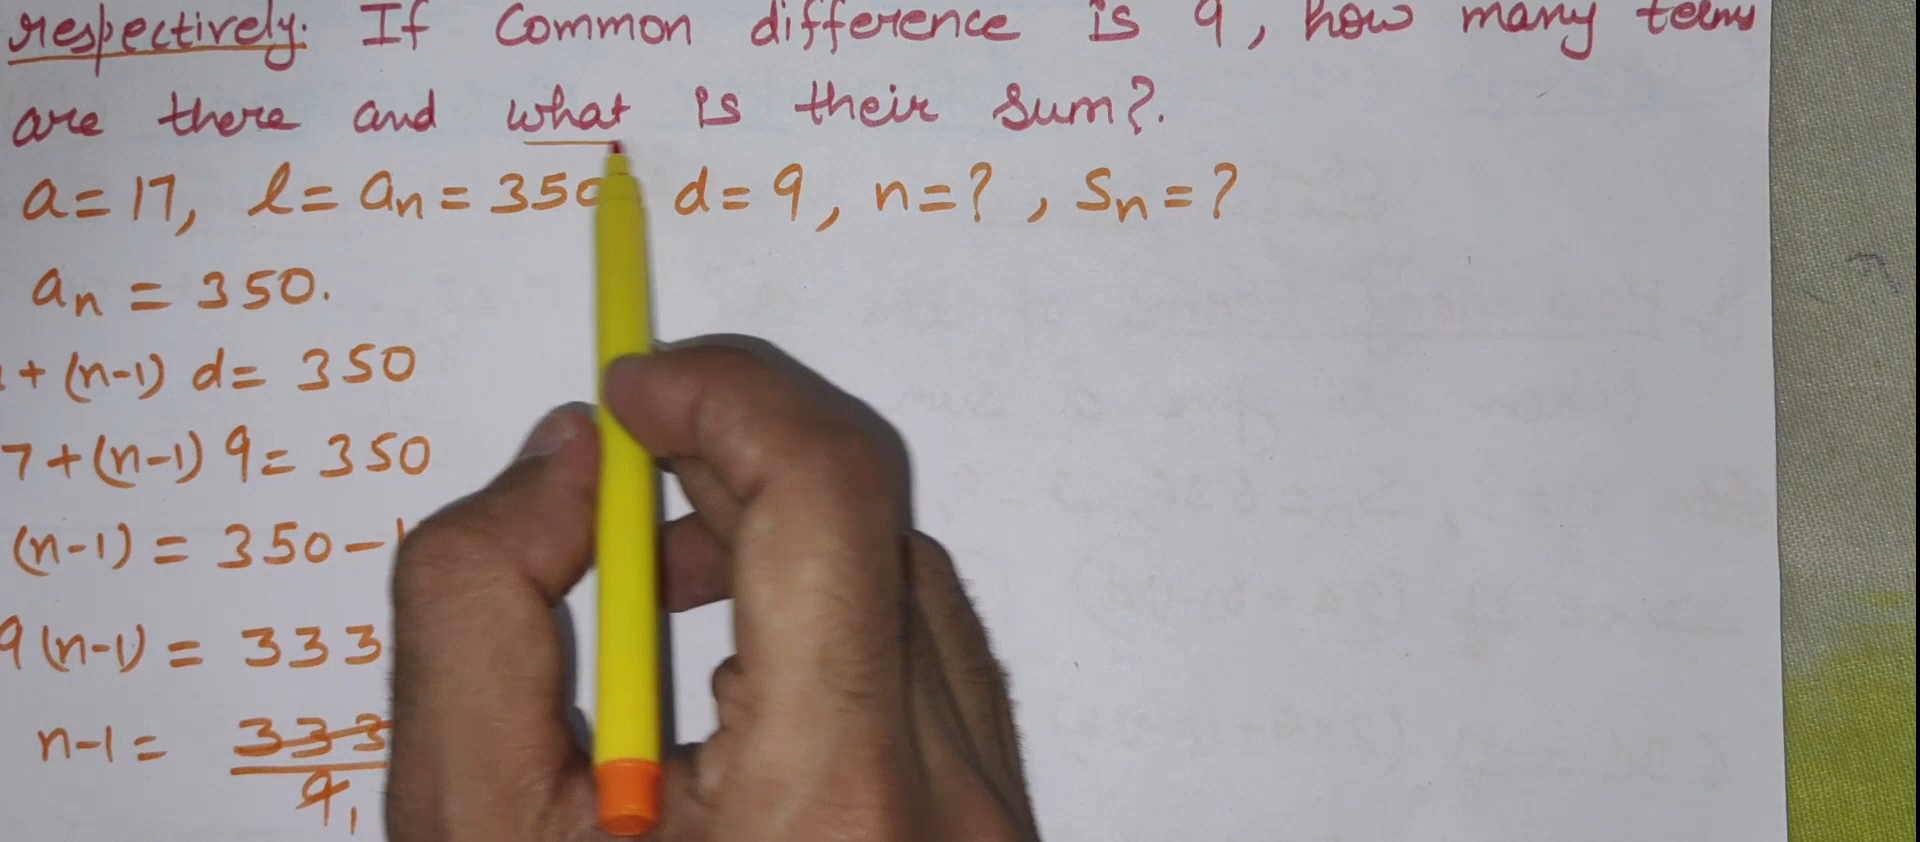 respectively. If Common difference is 9, how many terms
are there and what is their sum?.
a = 17, l = an = 350 d = 9, n = ? , Sn = ?
an = 350.
+ (n-1) d = 350
7 + (n-1) 9 = 350
(n-1) = 350 -
9 (n-1) = 333
n-1 = 333
9 1